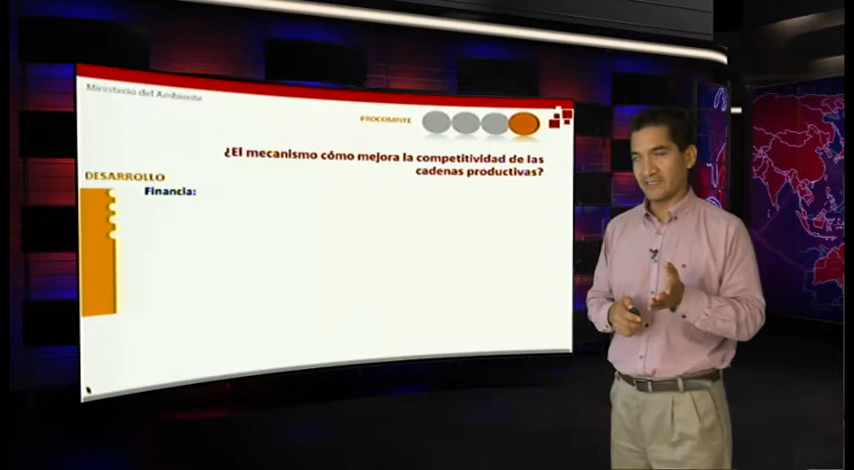 Ministerio del Ambiente
PROCOMPITE
¿El mecanismo cómo mejora la competitividad de las
cadenas productivas?
DESARROLLO
Financia: